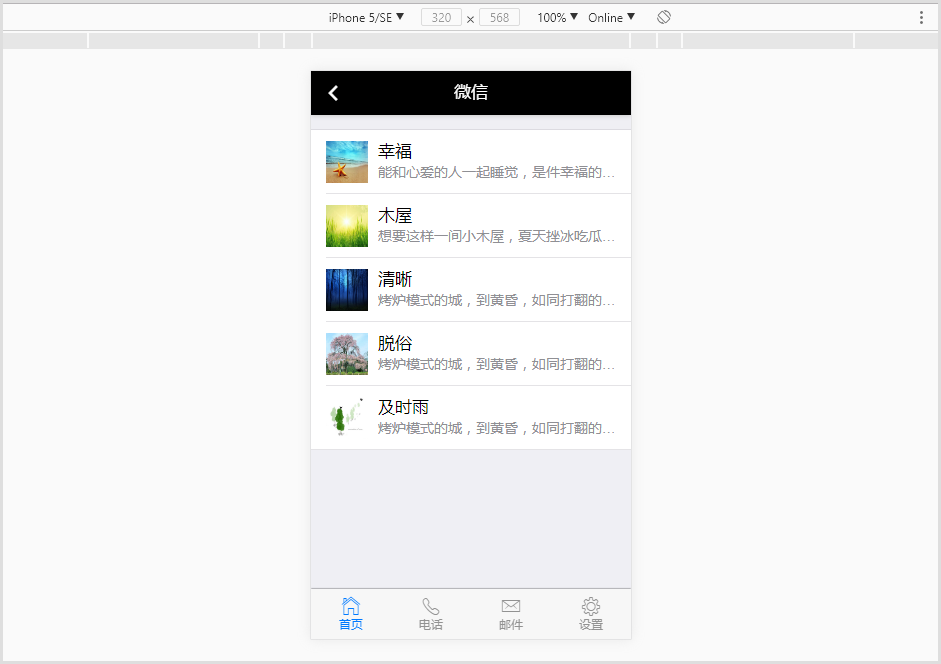 iPhone 5/SE ▼ 320 × 568 100% ▼ Online ▼
微信
幸福
能和心爱的人一起睡觉，是件幸福的...
木屋
想要这样一间小木屋，夏天挫冰吃瓜...
清晰
烤炉模式的城，到黄昏，如同打翻的...
脱俗
烤炉模式的城，到黄昏，如同打翻的...
及时雨
烤炉模式的城，到黄昏，如同打翻的...
首页 电话 邮件 设置